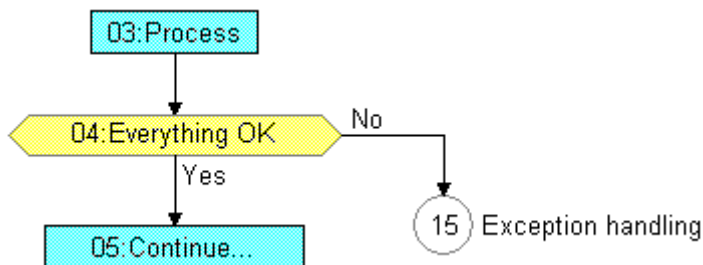 03:Process
04:Everything OK
No
Yes
15 Exception handling
05:Continue...